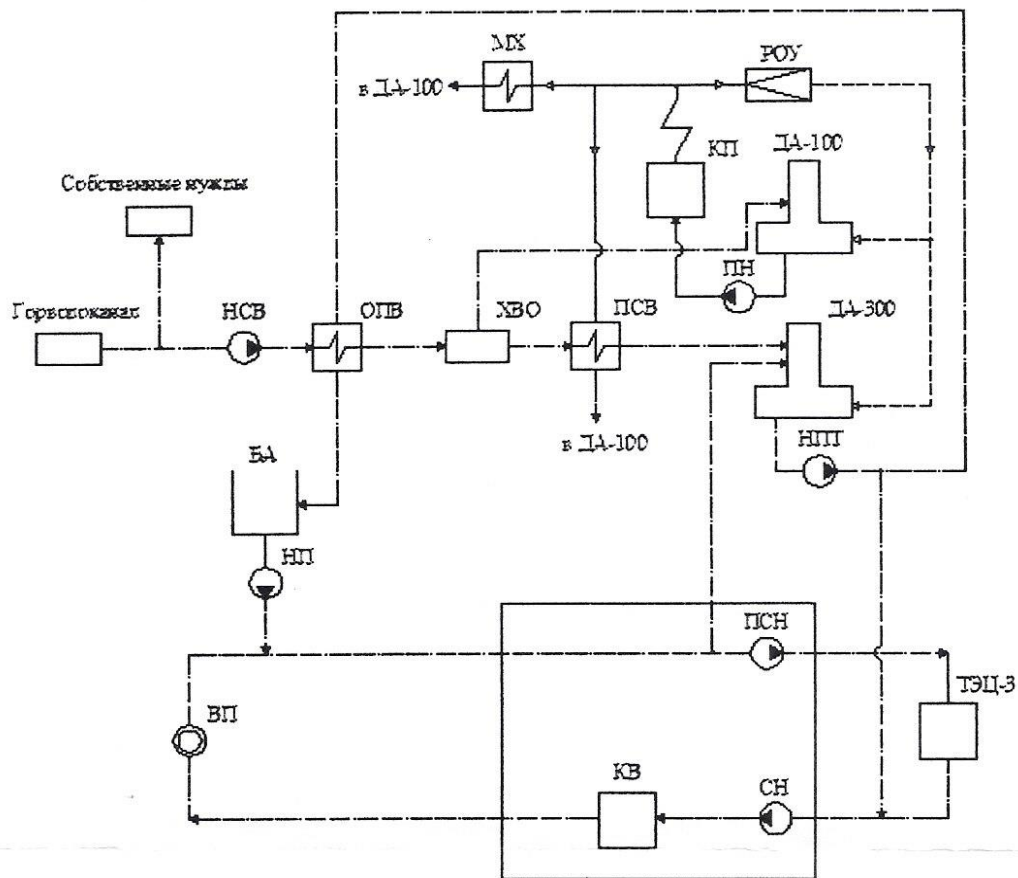 МХ
РОУ
в ДА-100
КП
ДА-100
Собственные нужды
ПН
Горводоканал
НСВ
ОПВ
ХВО
ПСВ
ДА-300
в ДА-100
НПТ
БА
НП
ПСН
ТЭЦ-3
ВП
КВ
СН